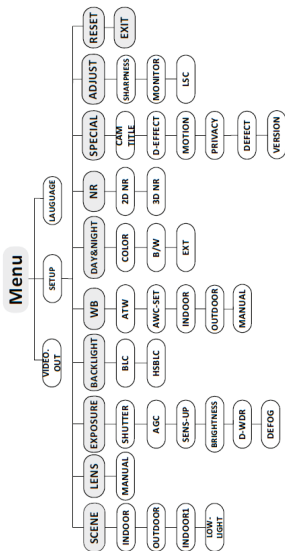 Menu
VIDEO.
OUT
SETUP
LAUGUAGE
SCENE
INDOOR
OUTDOOR
INDOOR1
LOW-
LIGHT
LENS
MANUAL
EXPOSURE
SHUTTER
AGC
SENS-UP
BRIGHTNESS
D-WDR
DEFOG
BACKLIGHT
BLC
HSBLC
WB
ATW
AWC-SET
INDOOR
OUTDOOR
MANUAL
DAY&NIGHT
COLOR
B/W
EXT
NR
2D NR
3D NR
SPECIAL
CAM
TITLE
D-EFFECT
MOTION
PRIVACY
DEFECT
VERSION
ADJUST
SHARPNESS
MONITOR
LSC
RESET
EXIT